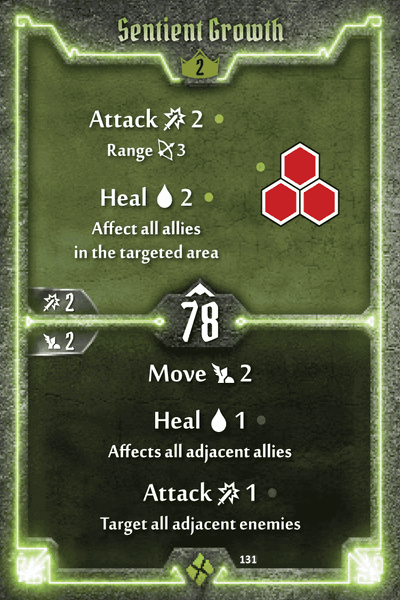 Sentient Growth
2
Attack 2
Range 3
Heal 2
Affect all allies
in the targeted area
2
78
2
Move 2
Heal 1
Affects all adjacent allies
Attack 1
Target all adjacent enemies
131